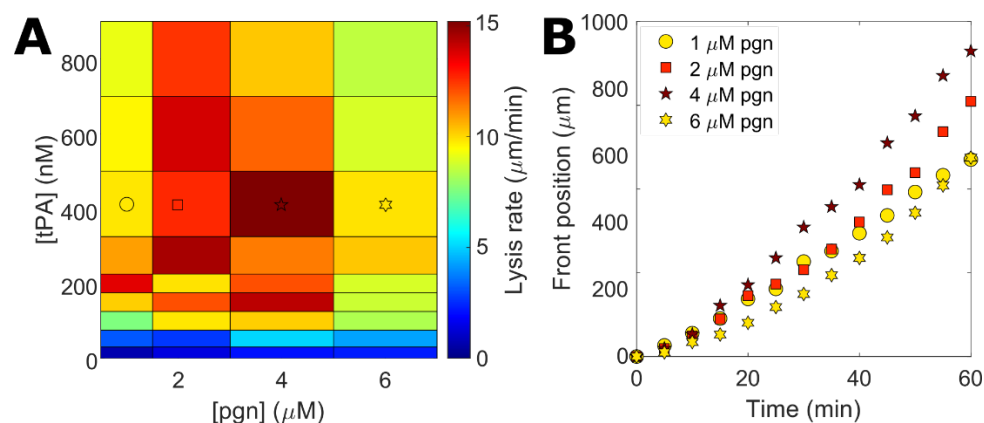 A
[tPA] (nM)
800
600
400
200
0
2
4
6
[pgn] (μM)
15
10
5
0
Lysis rate (μm/min)
B
Front position (μm)
1000
800
600
400
200
0
0
20
40
60
Time (min)
1 μM pgn
2 μM pgn
4 μM pgn
6 μM pgn